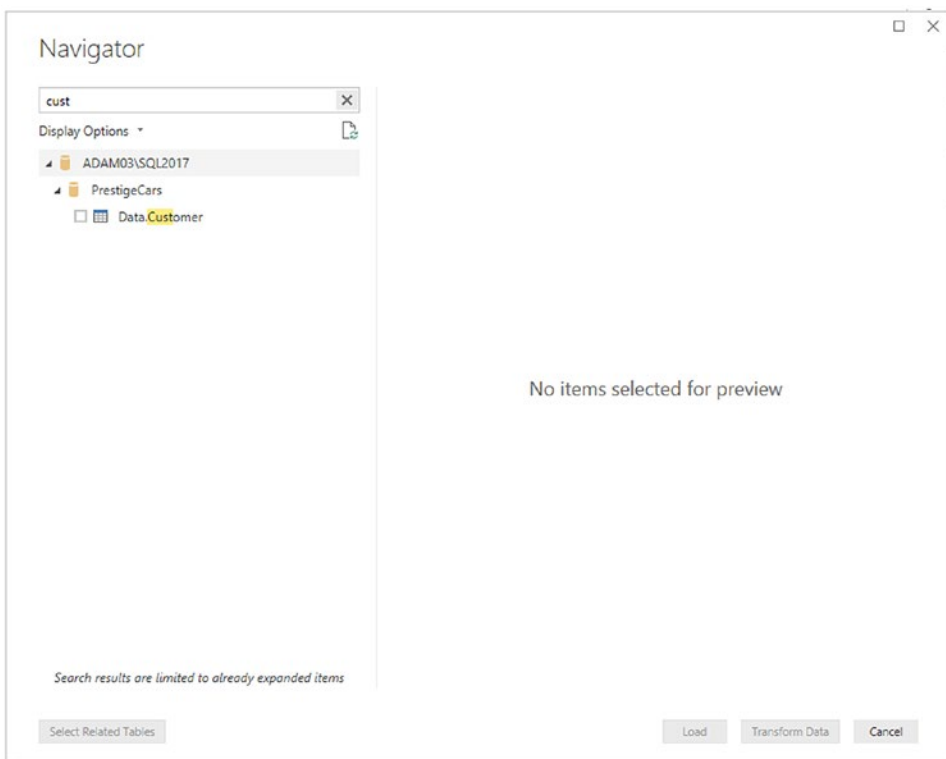 Navigator
cust
Display Options
ADAM03\SQL2017
PrestigeCars
Data.Customer
No items selected for preview
Search results are limited to already expanded items
Select Related Tables
Load
Transform Data
Cancel